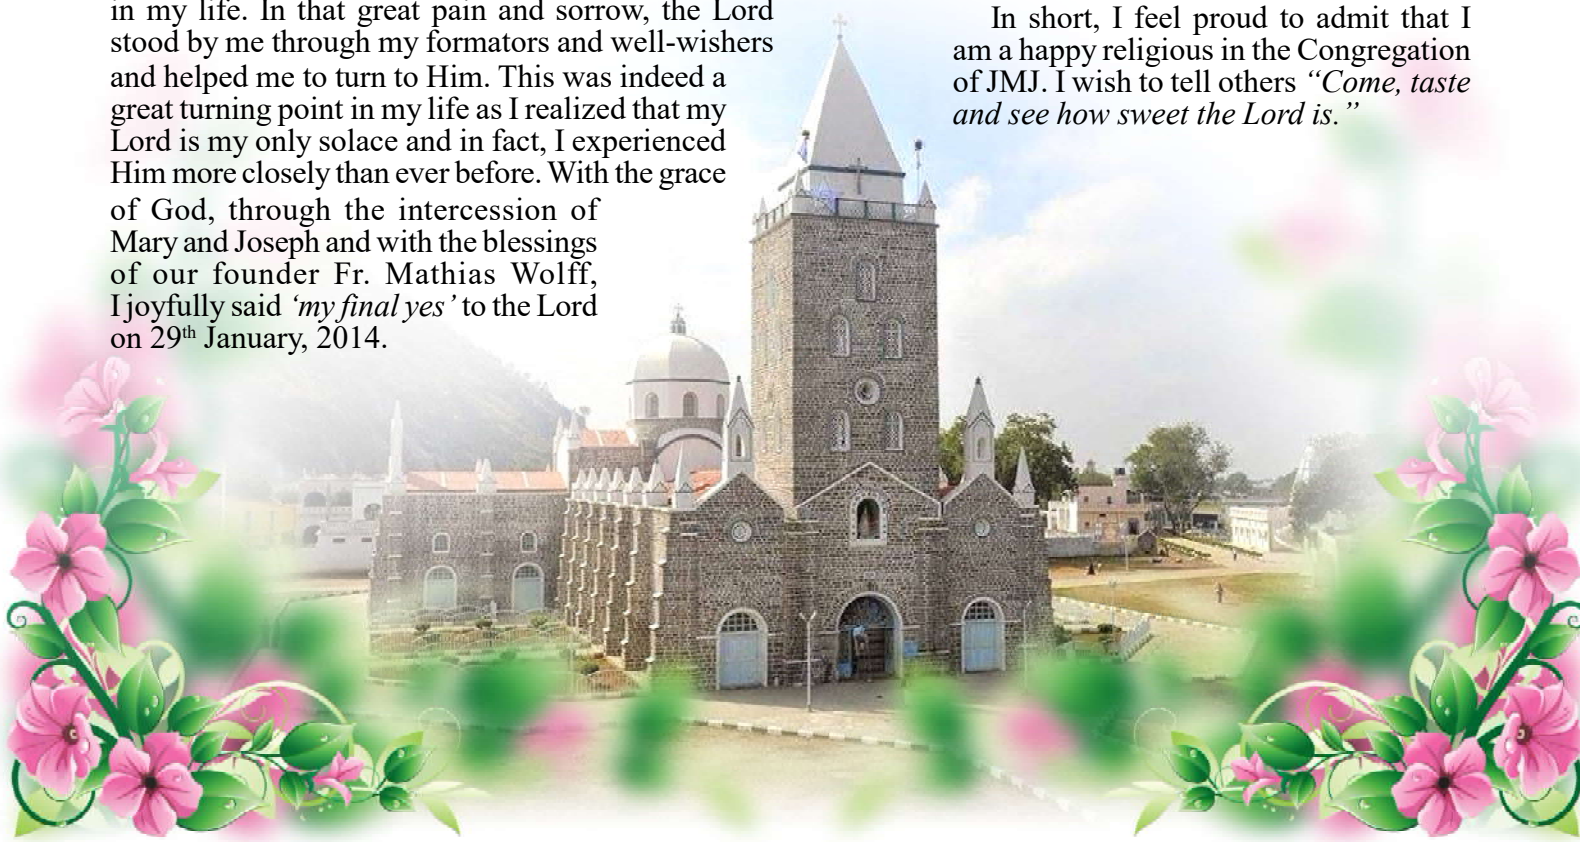 in my life. In that great pain and sorrow, the Lord
stood by me through my formators and well-wishers
and helped me to turn to Him. This was indeed a
great turning point in my life as I realized that my
Lord is my only solace and in fact, I experienced
Him more closely than ever before. With the grace
of God, through the intercession of
Mary and Joseph and with the blessings
of our founder Fr. Mathias Wolff,
I joyfully said ‘my final yes’ to the Lord
on 29th January, 2014.
In short, I feel proud to admit that I
am a happy religious in the Congregation
of JMJ. I wish to tell others “Come, taste
and see how sweet the Lord is.”